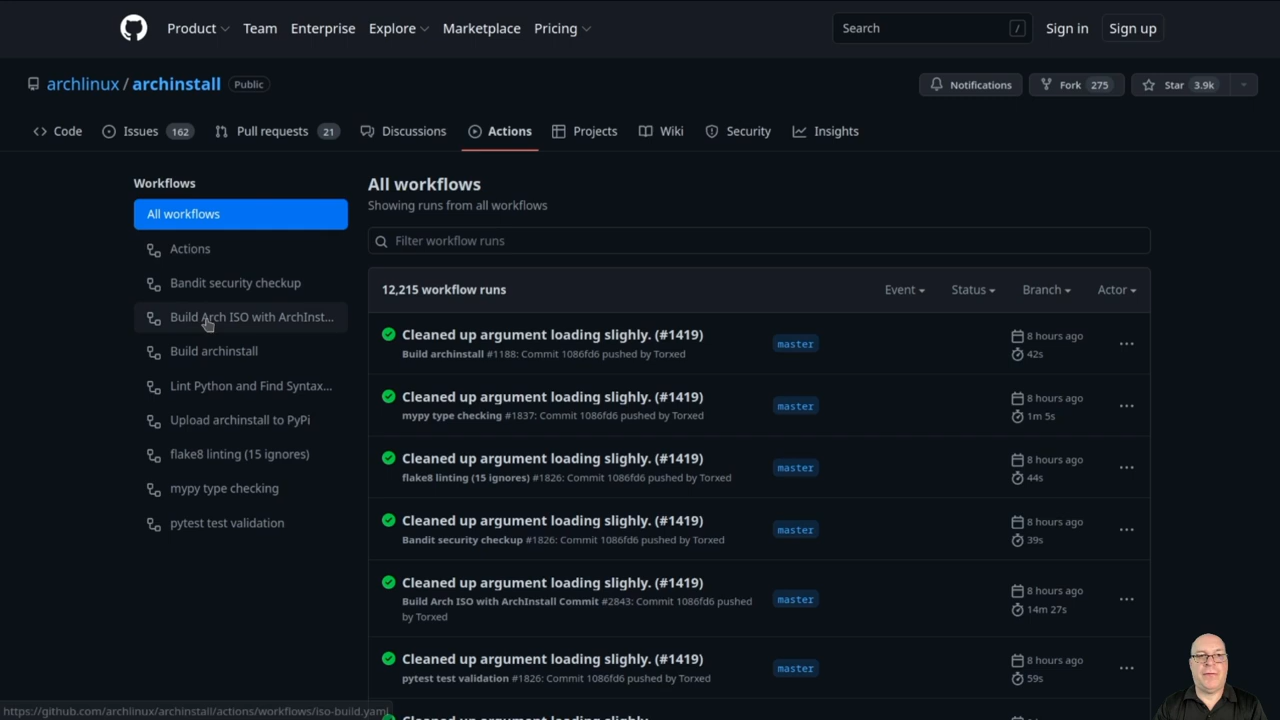 Product Team Enterprise Explore Marketplace Pricing Search / Sign in Sign up
archlinux / archinstall Public Notifications Fork 275 Star 3.9k
Code Issues 162 Pull requests 21 Discussions Actions Projects Wiki Security Insights
Workflows
All workflows
Actions
Bandit security checkup
Build Arch ISO with ArchInst...
Build archinstall
Lint Python and Find Syntax...
Upload archinstall to PyPi
flake8 linting (15 ignores)
mypy type checking
pytest test validation
All workflows
Showing runs from all workflows
Filter workflow runs
12,215 workflow runs Event Status Branch Actor
Cleaned up argument loading slighly. (#1419) master 8 hours ago
Build archinstall #1188: Commit 1086fd6 pushed by Torxed 42s
Cleaned up argument loading slighly. (#1419) master 8 hours ago
mypy type checking #1837: Commit 1086fd6 pushed by Torxed 1m 5s
Cleaned up argument loading slighly. (#1419) master 8 hours ago
flake8 linting (15 ignores) #1826: Commit 1086fd6 pushed by Torxed 44s
Cleaned up argument loading slighly. (#1419) master 8 hours ago
Bandit security checkup #1826: Commit 1086fd6 pushed by Torxed 39s
Cleaned up argument loading slighly. (#1419) master 8 hours ago
Build Arch ISO with ArchInstall Commit #2843: Commit 1086fd6 pushed 14m 27s
by Torxed
Cleaned up argument loading slighly. (#1419) master 8 hours ago
pytest test validation #1826: Commit 1086fd6 pushed by Torxed 59s
https://github.com/archlinux/archinstall/actions/workflows/iso-build.yaml